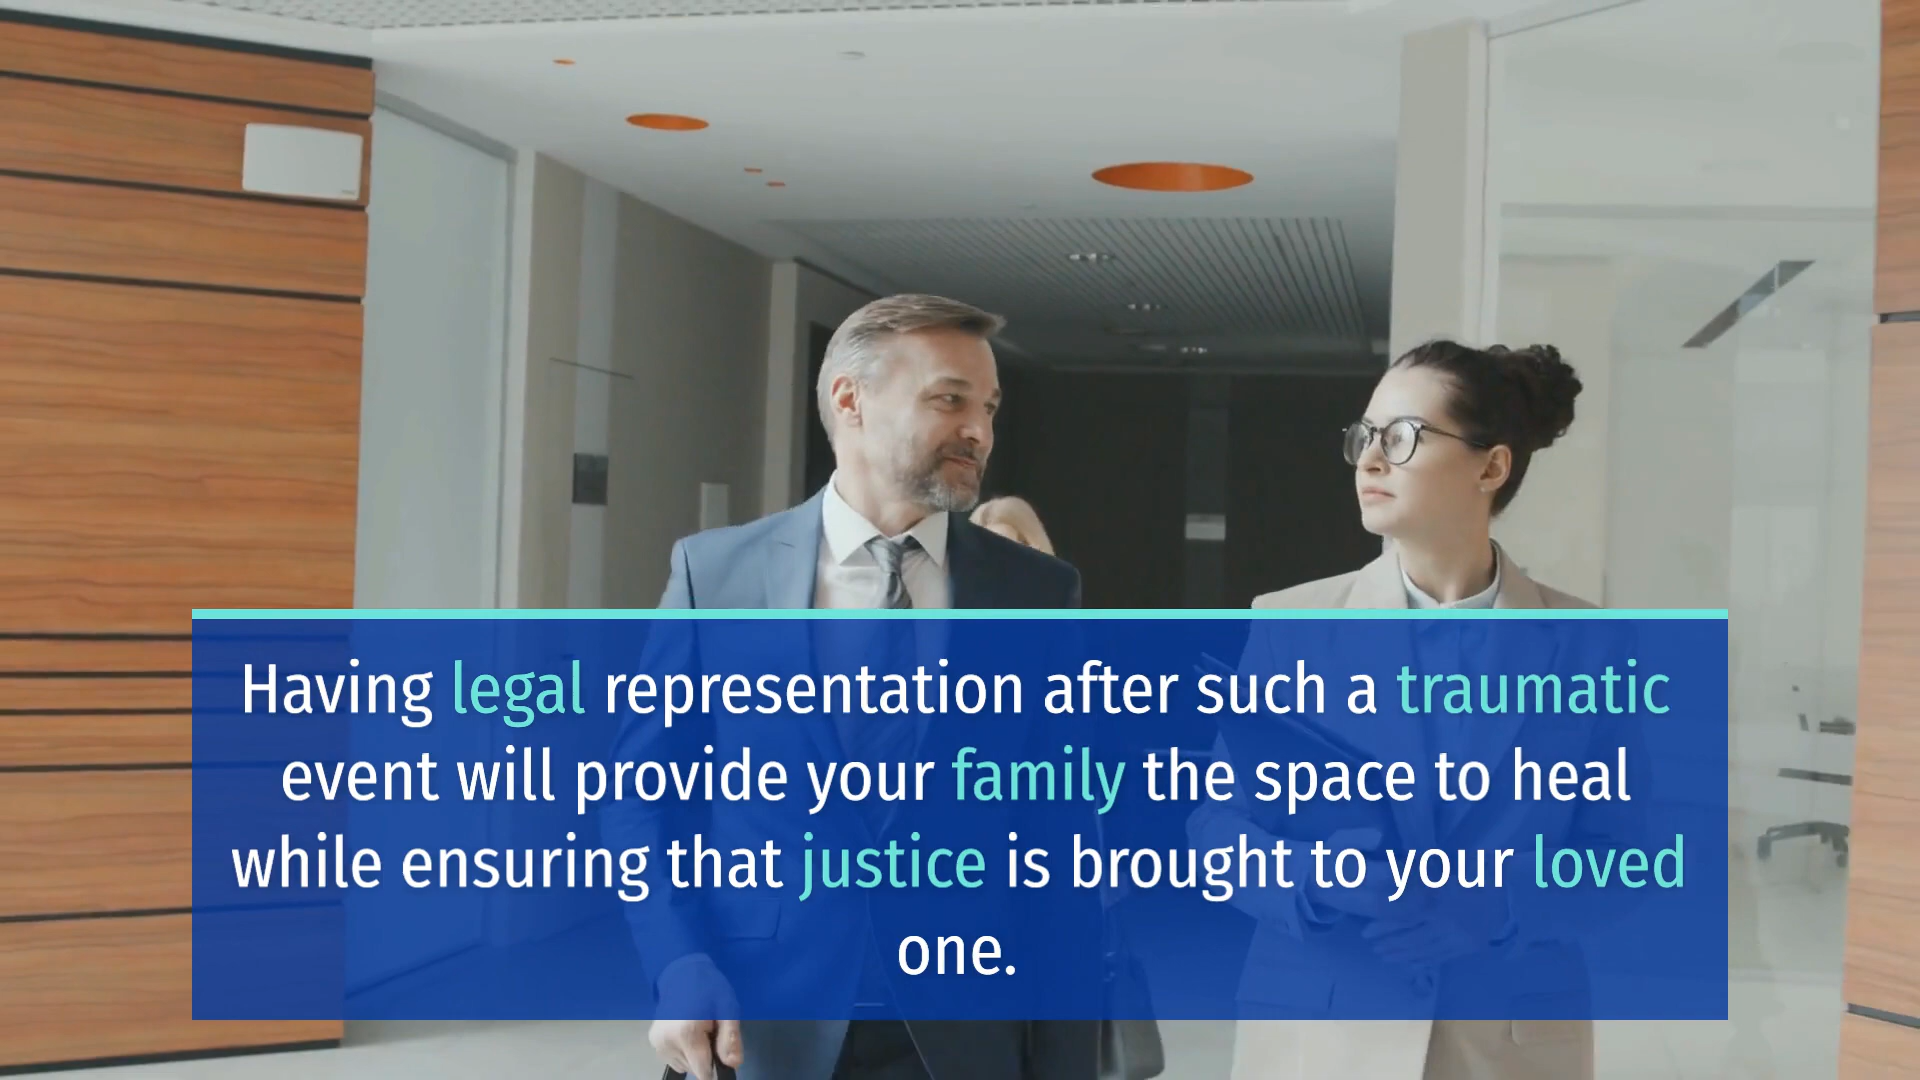 Having legal representation after such a traumatic
event will provide your family the space to heal
while ensuring that justice is brought to your loved
one.